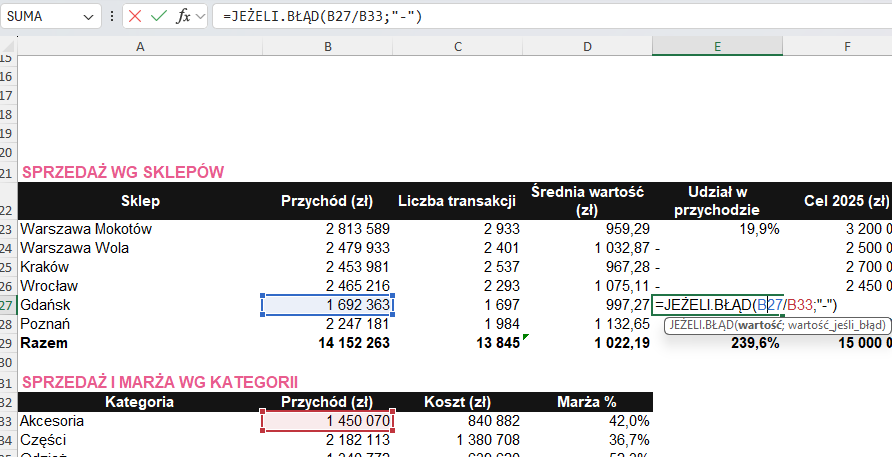 SUMA fx =JEŻELI.BŁĄD(B27/B33;"-")
A B C D E F
15
16
17
18
19
20
21 SPRZEDAŻ WG SKLEPÓW
22 Sklep Przychód (zł) Liczba transakcji Średnia wartość (zł) Udział w przychodzie Cel 2025 (zł)
23 Warszawa Mokotów 2 813 589 2 933 959,29 19,9% 3 200 0
24 Warszawa Wola 2 479 933 2 401 1 032,87 - 2 500 0
25 Kraków 2 453 981 2 537 967,28 - 2 700 0
26 Wrocław 2 465 216 2 293 1 075,11 - 2 450 0
27 Gdańsk 1 692 363 1 697 997,27 =JEŻELI.BŁĄD(B27/B33;"-")
JEŻELI.BŁĄD(wartość; wartość_jeśli_błąd)
28 Poznań 2 247 181 1 984 1 132,65
29 Razem 14 152 263 13 845 1 022,19 239,6% 15 000 0
30
31 SPRZEDAŻ I MARŻA WG KATEGORII
32 Kategoria Przychód (zł) Koszt (zł) Marża %
33 Akcesoria 1 450 070 840 882 42,0%
34 Części 2 182 113 1 380 708 36,7%